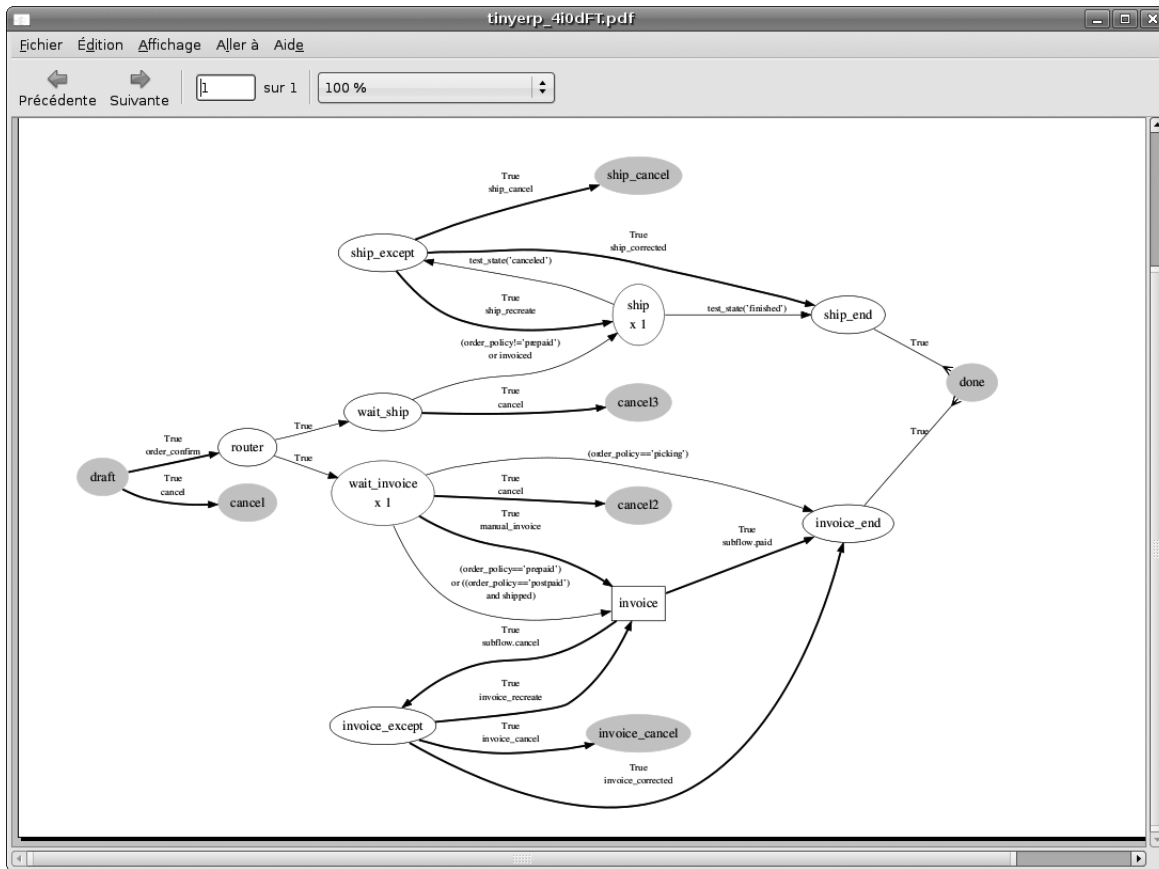 tinyerp_4i0dFT.pdf
Fichier Édition Affichage Aller à Aide
Précédente Suivante
1 sur 1
100 %
True
ship_cancel
ship_cancel
ship_except
True
ship_corrected
test_state('canceled')
True
ship_recreate
ship
x 1
test_state('finished')
ship_end
(order_policy!='prepaid')
or invoiced
True
done
wait_ship
True
cancel
cancel3
True
True
order_confirm
router
True
draft
True
cancel
cancel
wait_invoice
x 1
(order_policy=='picking')
True
cancel
cancel2
True
manual_invoice
True
invoice_end
True
subflow.paid
(order_policy=='prepaid')
or ((order_policy=='postpaid')
and shipped)
invoice
True
subflow.cancel
True
invoice_recreate
invoice_except
True
invoice_cancel
invoice_cancel
True
invoice_corrected